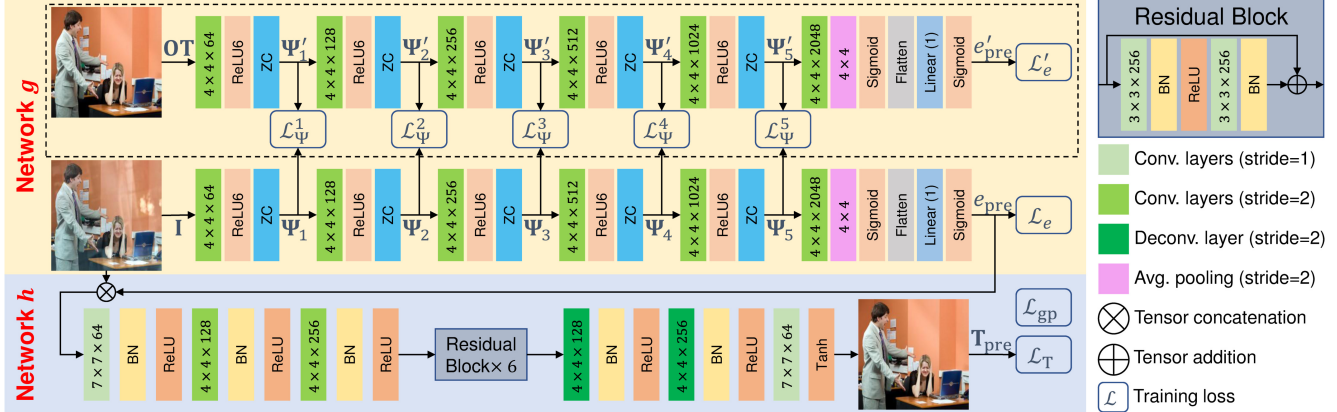 Network g
OT
4 × 4 × 64
ReLU6
ZC
Ψ′₁
4 × 4 × 128
ReLU6
ZC
Ψ′₂
4 × 4 × 256
ReLU6
ZC
Ψ′₃
4 × 4 × 512
ReLU6
ZC
Ψ′₄
4 × 4 × 1024
ReLU6
ZC
Ψ′₅
4 × 4 × 2048
4 × 4
Sigmoid
Flatten
Linear (1)
Sigmoid
e′pre
ℒ′e
ℒ¹Ψ
ℒ²Ψ
ℒ³Ψ
ℒ⁴Ψ
ℒ⁵Ψ
I
4 × 4 × 64
ReLU6
ZC
Ψ₁
4 × 4 × 128
ReLU6
ZC
Ψ₂
4 × 4 × 256
ReLU6
ZC
Ψ₃
4 × 4 × 512
ReLU6
ZC
Ψ₄
4 × 4 × 1024
ReLU6
ZC
Ψ₅
4 × 4 × 2048
4 × 4
Sigmoid
Flatten
Linear (1)
Sigmoid
epre
ℒe
Network h
7 × 7 × 64
BN
ReLU
4 × 4 × 128
BN
ReLU
4 × 4 × 256
BN
ReLU
Residual
Block× 6
4 × 4 × 128
BN
ReLU
4 × 4 × 256
BN
ReLU
7 × 7 × 64
Tanh
Tpre
ℒgp
ℒT
Residual Block
3 × 3 × 256
BN
ReLU
3 × 3 × 256
BN
Conv. layers (stride=1)
Conv. layers (stride=2)
Deconv. layer (stride=2)
Avg. pooling (stride=2)
Tensor concatenation
Tensor addition
ℒ Training loss